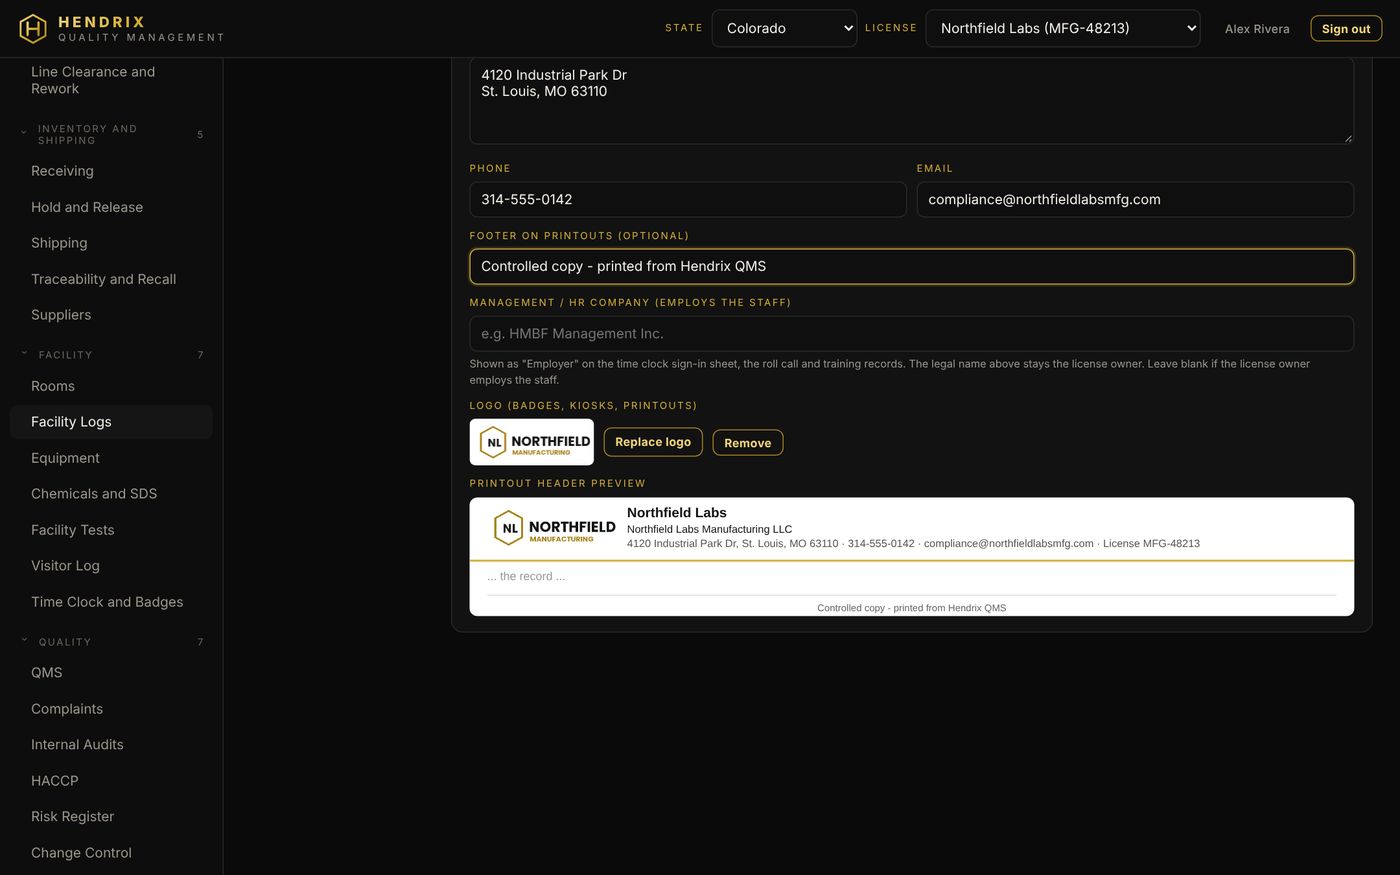 HENDRIX
QUALITY MANAGEMENT
STATE
Colorado
LICENSE
Northfield Labs (MFG-48213)
Alex Rivera
Sign out
Line Clearance and
Rework
INVENTORY AND
SHIPPING
5
Receiving
Hold and Release
Shipping
Traceability and Recall
Suppliers
FACILITY
7
Rooms
Facility Logs
Equipment
Chemicals and SDS
Facility Tests
Visitor Log
Time Clock and Badges
QUALITY
7
QMS
Complaints
Internal Audits
HACCP
Risk Register
Change Control
4120 Industrial Park Dr
St. Louis, MO 63110
PHONE
314-555-0142
EMAIL
compliance@northfieldlabsmfg.com
FOOTER ON PRINTOUTS (OPTIONAL)
Controlled copy - printed from Hendrix QMS
MANAGEMENT / HR COMPANY (EMPLOYS THE STAFF)
e.g. HMBF Management Inc.
Shown as "Employer" on the time clock sign-in sheet, the roll call and training records. The legal name above stays the license owner. Leave blank if the license owner
employs the staff.
LOGO (BADGES, KIOSKS, PRINTOUTS)
NL NORTHFIELD
MANUFACTURING
Replace logo
Remove
PRINTOUT HEADER PREVIEW
NL NORTHFIELD
MANUFACTURING
Northfield Labs
Northfield Labs Manufacturing LLC
4120 Industrial Park Dr, St. Louis, MO 63110 · 314-555-0142 · compliance@northfieldlabsmfg.com · License MFG-48213
... the record ...
Controlled copy - printed from Hendrix QMS